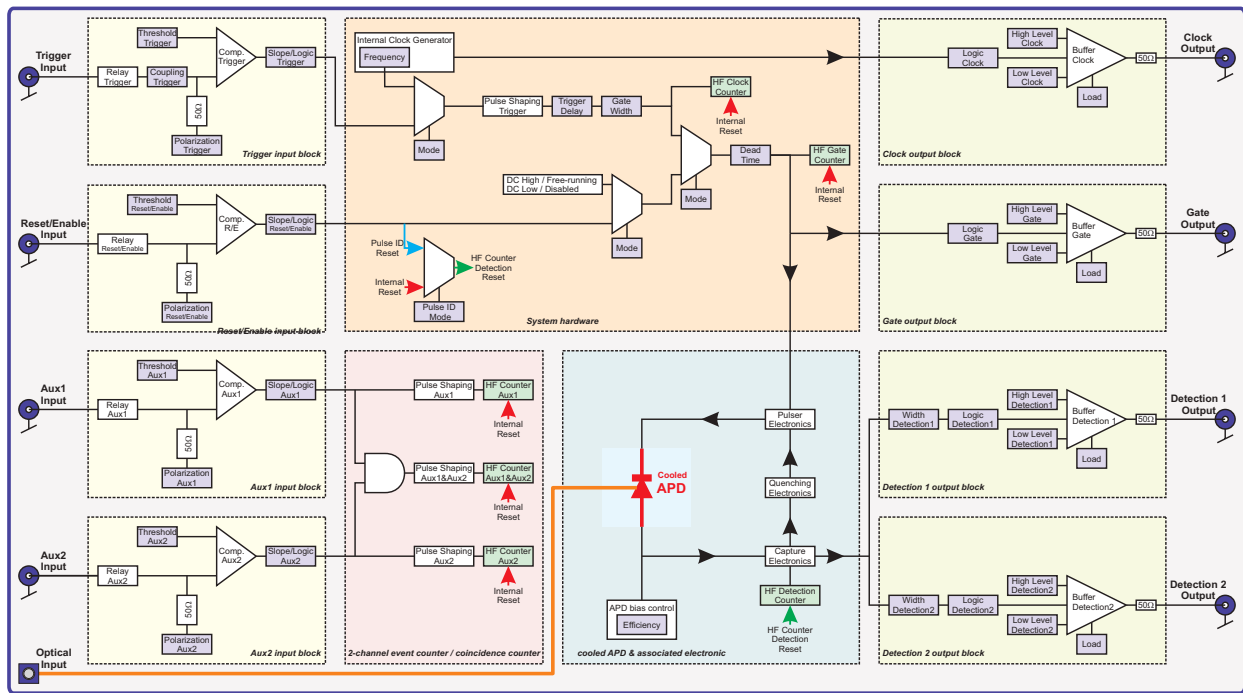 Trigger
Input
Threshold
Trigger
Relay
Trigger
Coupling
Trigger
50Ω
Polarization
Trigger
Comp.
Trigger
Slope/Logic
Trigger
Trigger input block
Internal Clock Generator
Frequency
Mode
Pulse Shaping
Trigger
Trigger
Delay
Gate
Width
HF Clock
Counter
Internal
Reset
Dead
Time
HF Gate
Counter
Internal
Reset
Mode
DC High / Free-running
DC Low / Disabled
Mode
Pulse ID
Reset
Internal
Reset
HF Counter
Detection
Reset
Pulse ID
Mode
System hardware
Logic
Clock
High Level
Clock
Low Level
Clock
Buffer
Clock
Load
50Ω
Clock
Output
Clock output block
Reset/Enable
Input
Threshold
Reset/Enable
Relay
Reset/Enable
50Ω
Polarization
Reset/Enable
Comp.
R/E
Slope/Logic
Reset/Enable
Reset/Enable input block
Logic
Gate
High Level
Gate
Low Level
Gate
Buffer
Gate
Load
50Ω
Gate
Output
Gate output block
Aux1
Input
Threshold
Aux1
Relay
Aux1
50Ω
Polarization
Aux1
Comp.
Aux1
Slope/Logic
Aux1
Aux1 input block
Pulse Shaping
Aux1
HF Counter
Aux1
Internal
Reset
Pulse Shaping
Aux1&Aux2
HF Counter
Aux1&Aux2
Internal
Reset
Pulse Shaping
Aux2
HF Counter
Aux2
Internal
Reset
2-channel event counter / coincidence counter
Pulser
Electronics
Cooled
APD
Quenching
Electronics
Capture
Electronics
APD bias control
Efficiency
HF Detection
Counter
HF Counter
Detection
Reset
cooled APD & associated electronic
Width
Detection1
Logic
Detection1
High Level
Detection1
Low Level
Detection1
Buffer
Detection 1
Load
50Ω
Detection 1
Output
Detection 1 output block
Aux2
Input
Threshold
Aux2
Relay
Aux2
50Ω
Polarization
Aux2
Comp.
Aux2
Slope/Logic
Aux2
Aux2 input block
Width
Detection2
Logic
Detection2
High Level
Detection2
Low Level
Detection2
Buffer
Detection2
Load
50Ω
Detection 2
Output
Detection 2 output block
Optical
Input